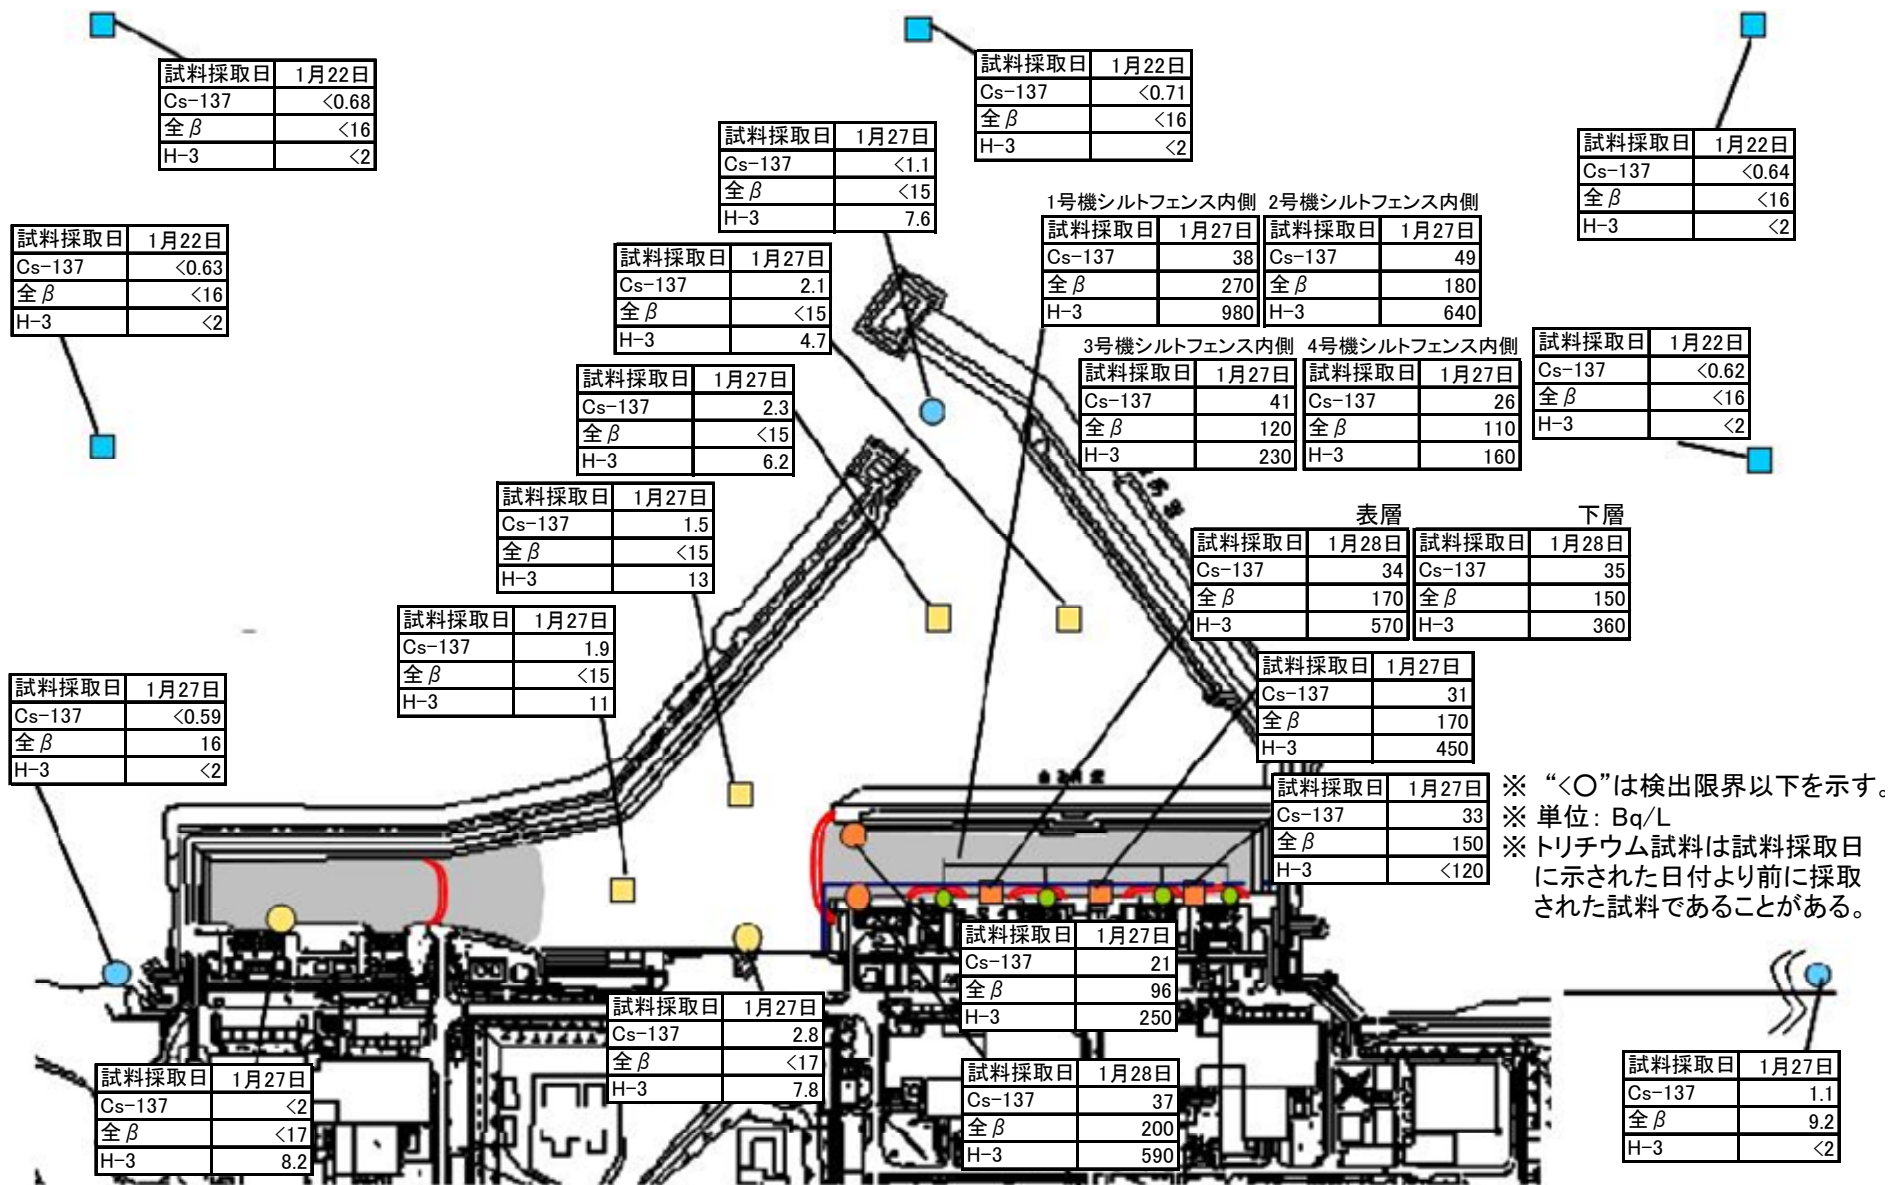 試料採取日 1月22日
Cs-137 <0.68
全β <16
H-3 <2
試料採取日 1月22日
Cs-137 <0.71
全β <16
H-3 <2
試料採取日 1月27日
Cs-137 <1.1
全β <15
H-3 7.6
試料採取日 1月22日
Cs-137 <0.64
全β <16
H-3 <2
試料採取日 1月22日
Cs-137 <0.63
全β <16
H-3 <2
試料採取日 1月27日
Cs-137 2.1
全β <15
H-3 4.7
1号機シルトフェンス内側
試料採取日 1月27日
Cs-137 38
全β 270
H-3 980
2号機シルトフェンス内側
試料採取日 1月27日
Cs-137 49
全β 180
H-3 640
3号機シルトフェンス内側
試料採取日 1月27日
Cs-137 41
全β 120
H-3 230
4号機シルトフェンス内側
試料採取日 1月27日
Cs-137 26
全β 110
H-3 160
試料採取日 1月22日
Cs-137 <0.62
全β <16
H-3 <2
試料採取日 1月27日
Cs-137 2.3
全β <15
H-3 6.2
試料採取日 1月27日
Cs-137 1.5
全β <15
H-3 13
表層
試料採取日 1月28日
Cs-137 34
全β 170
H-3 570
下層
試料採取日 1月28日
Cs-137 35
全β 150
H-3 360
試料採取日 1月27日
Cs-137 1.9
全β <15
H-3 11
試料採取日 1月27日
Cs-137 31
全β 170
H-3 450
試料採取日 1月27日
Cs-137 <0.59
全β 16
H-3 <2
試料採取日 1月27日
Cs-137 33
全β 150
H-3 <120
※ “<○”は検出限界以下を示す。
※ 単位: Bq/L
※ トリチウム試料は試料採取日
に示された日付より前に採取
された試料であることがある。
試料採取日 1月27日
Cs-137 21
全β 96
H-3 250
試料採取日 1月27日
Cs-137 2.8
全β <17
H-3 7.8
試料採取日 1月28日
Cs-137 37
全β 200
H-3 590
試料採取日 1月27日
Cs-137 <2
全β <17
H-3 8.2
試料採取日 1月27日
Cs-137 1.1
全β 9.2
H-3 <2